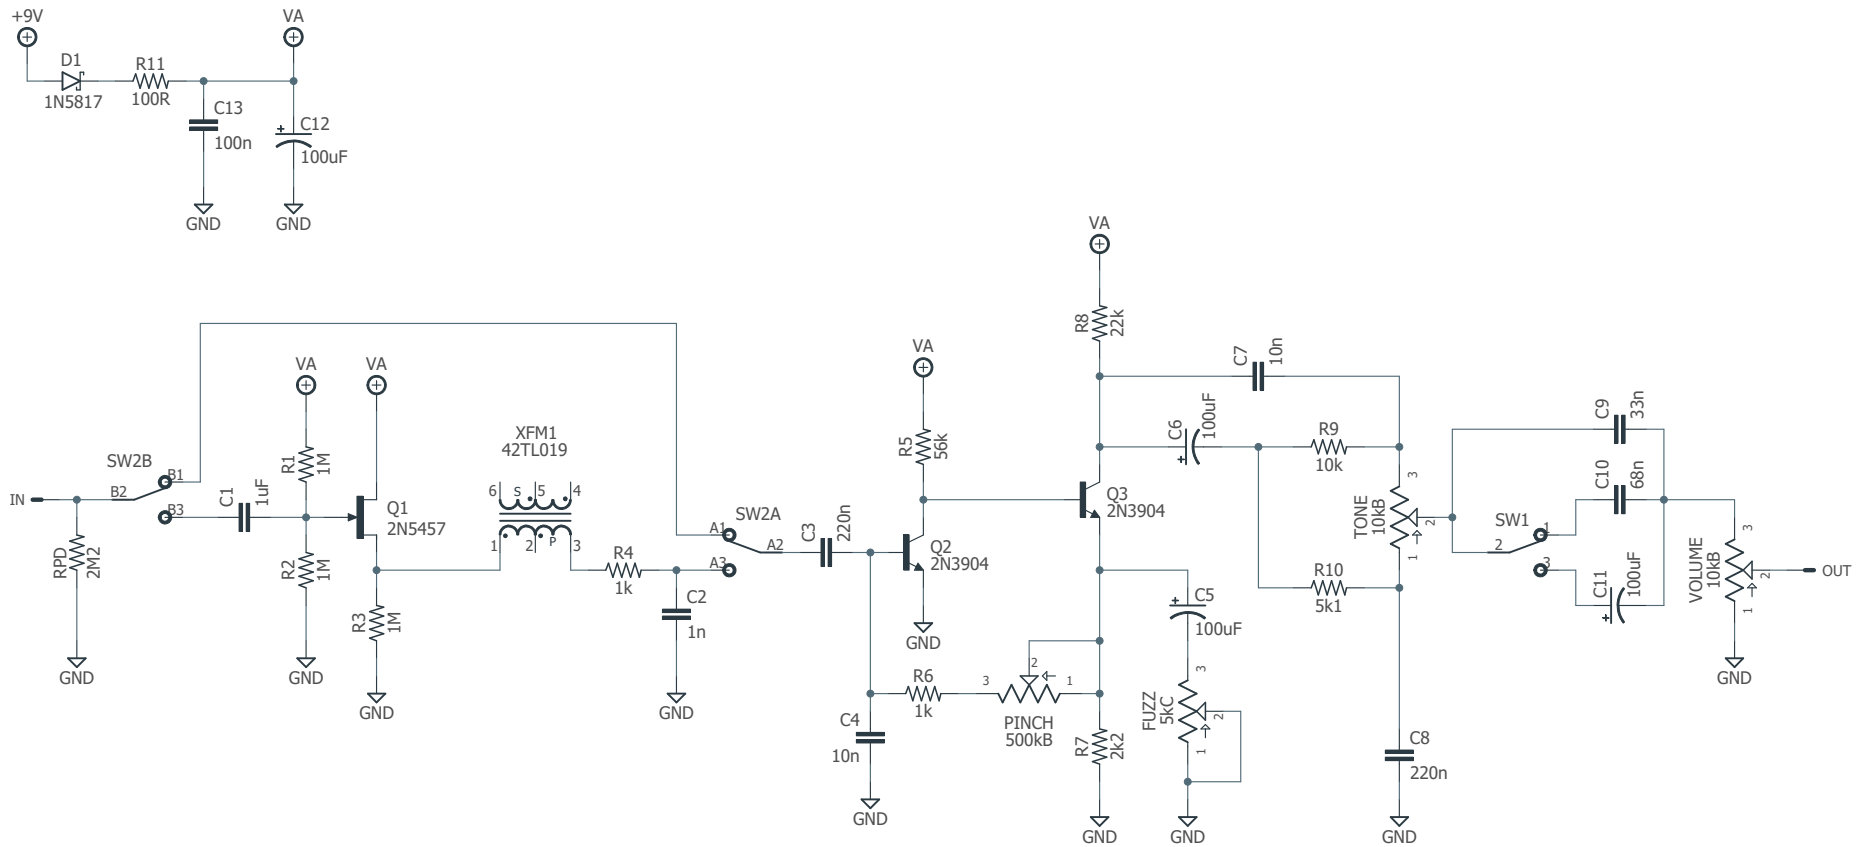 +9V
VA
D1
1N5817
R11
100R
C13
100n
C12
100uF
GND
GND
VA
R8
22k
C7
10n
VA
VA
VA
C6
100uF
R9
10k
C9
33n
C10
68n
R5
56k
XFM1
42TL019
6
S
5
4
1
2
P
3
SW2B
B1
B2
B3
IN
R1
1M
C1
1uF
Q1
2N5457
RPD
2M2
R2
1M
R3
1M
R4
1k
C2
1n
SW2A
A1
A2
A3
C3
220n
Q2
2N3904
Q3
2N3904
TONE
10kB
3
2
1
SW1
1
2
3
C11
100uF
VOLUME
10kB
3
2
1
OUT
R10
5k1
C5
100uF
GND
GND
GND
GND
GND
GND
GND
R6
1k
3
2
1
PINCH
500kB
C4
10n
R7
2k2
FUZZ
5kC
3
2
1
C8
220n
GND
GND
GND
GND